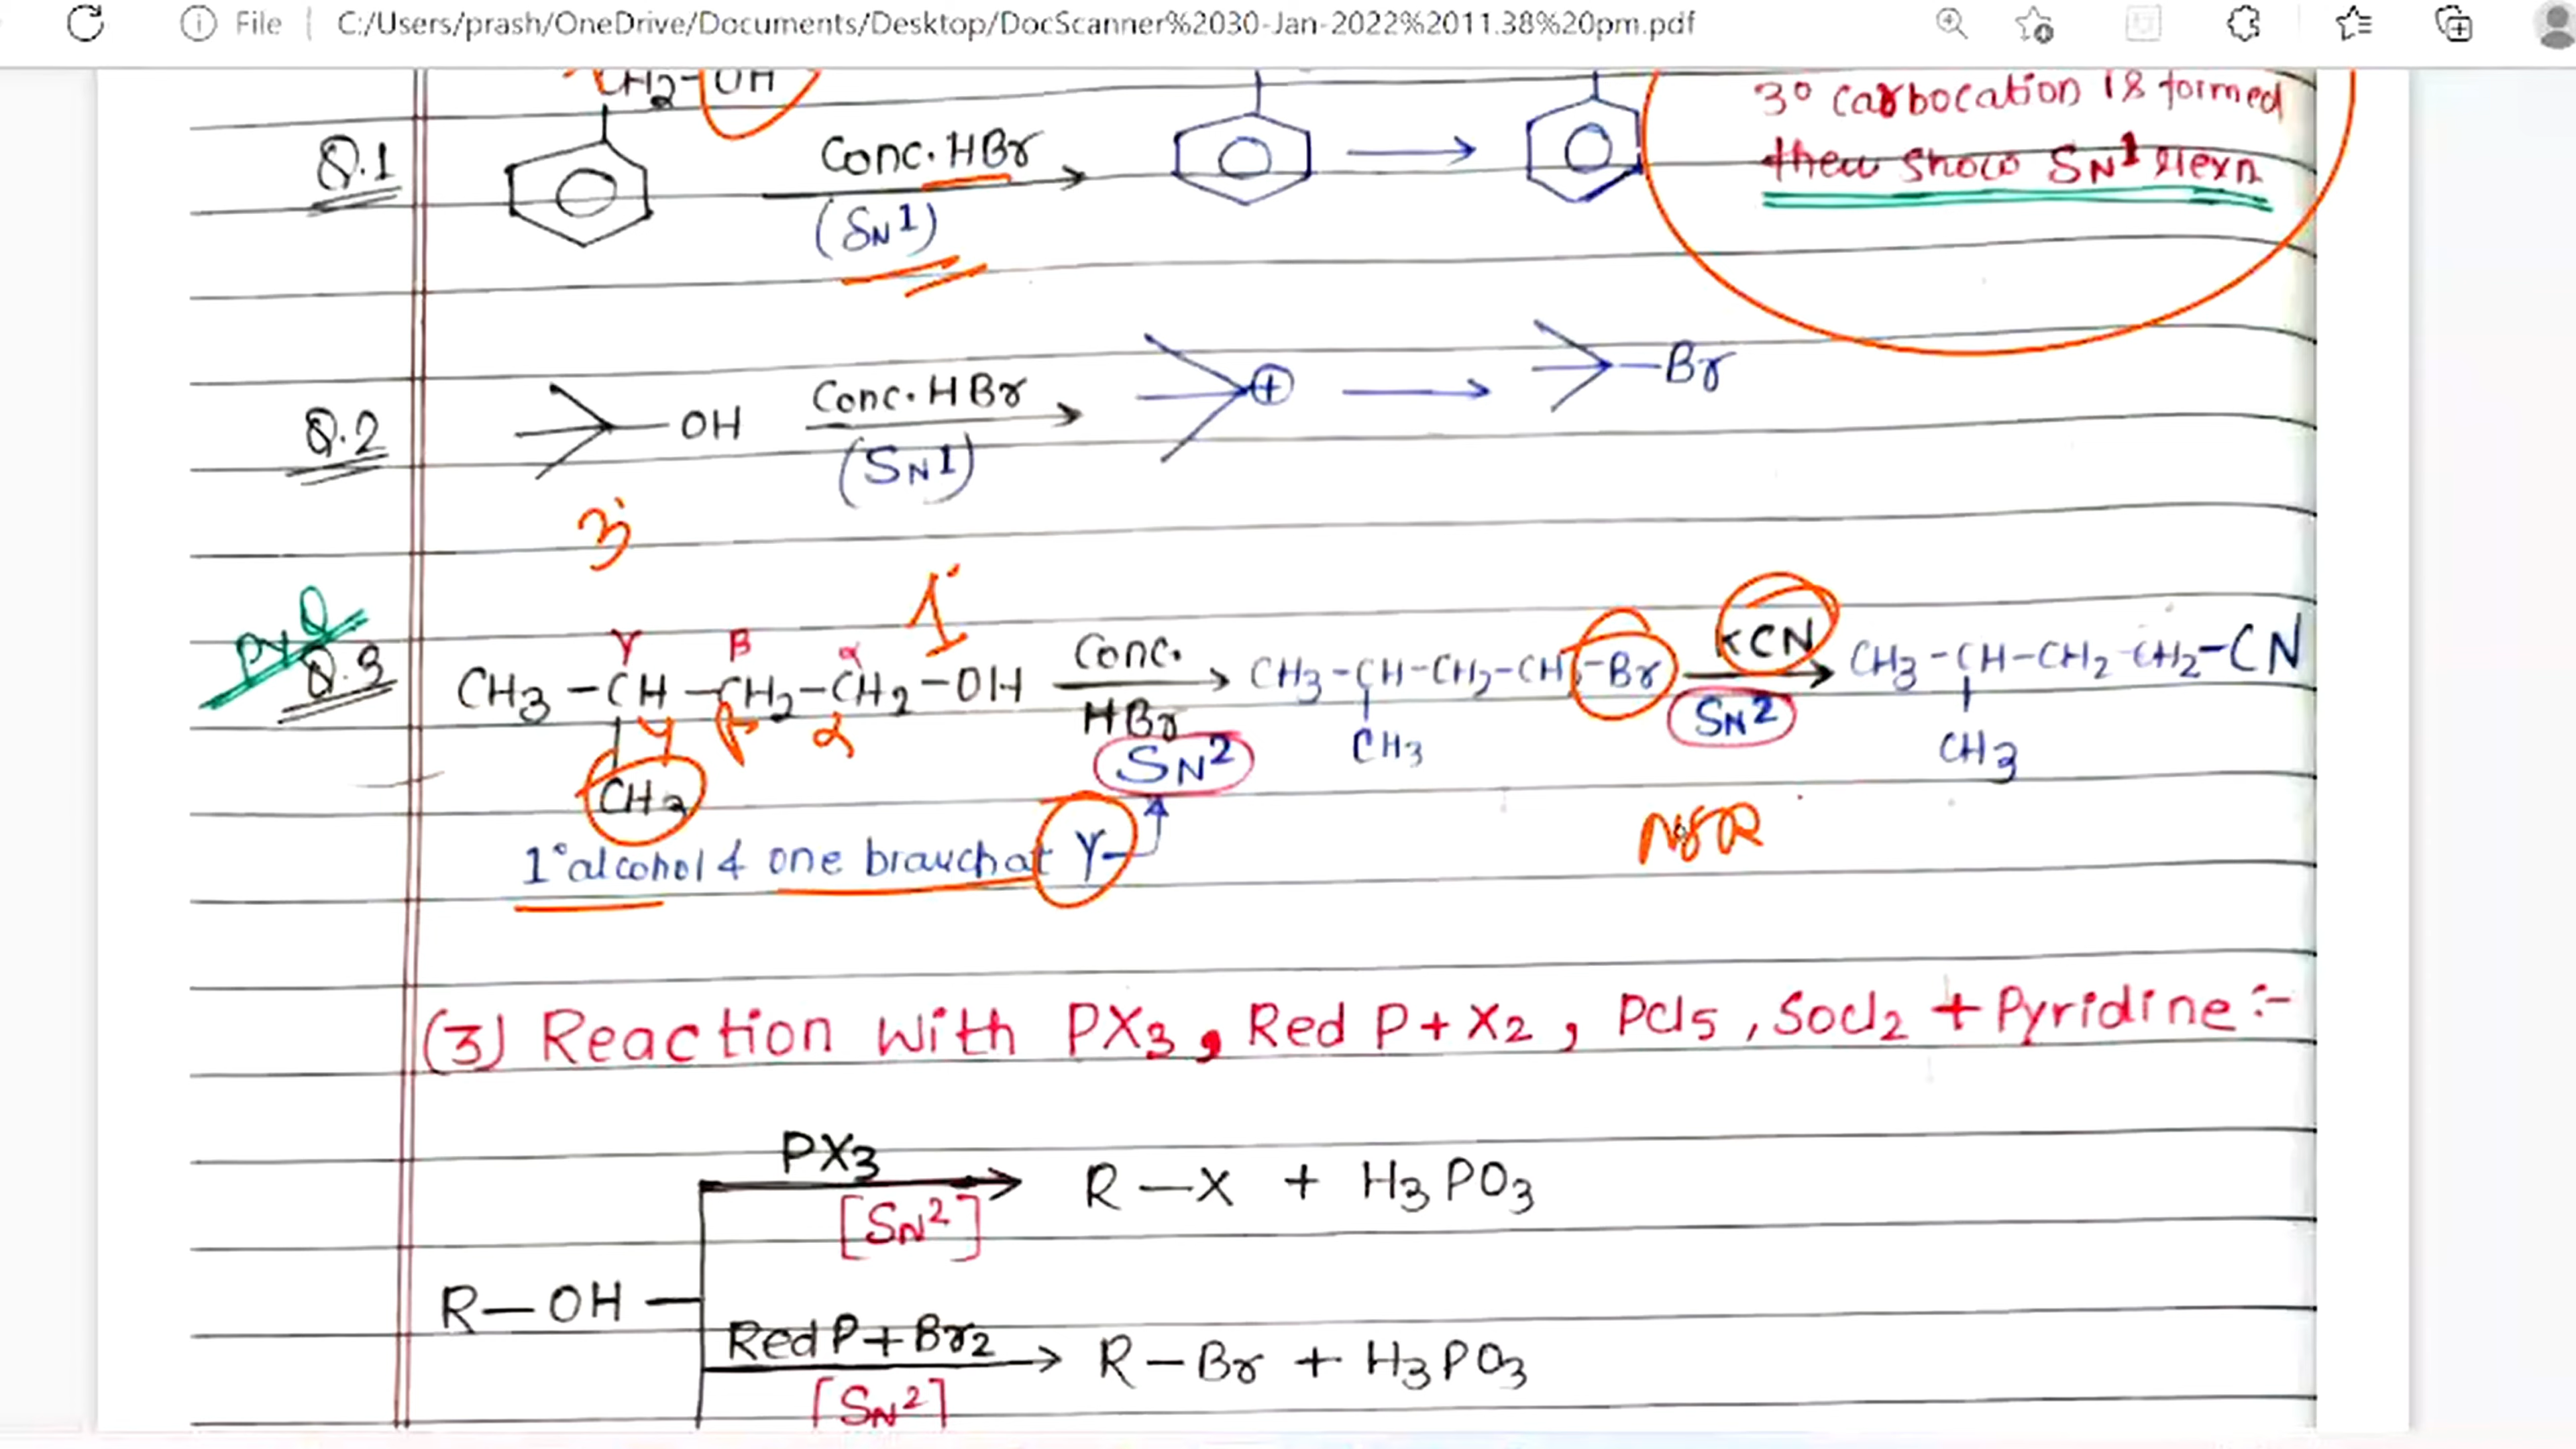 File | C:/Users/prash/OneDrive/Documents/Desktop/DocScanner%2030-Jan-2022%2011.38%20pm.pdf
CH2-OH
3° carbocation is formed
then show SN1 rexn
Q.1
Conc. HBr
(SN1)
Q.2
OH
Conc. HBr
(SN1)
+
Br
3°
PYQ
Q.3
γ β α 1°
CH3-CH-CH2-CH2-OH
Conc.
HBr
SN2
CH3-CH-CH2-CH2-Br
KCN
SN2
CH3-CH-CH2-CH2-CN
γ β α
CH3
CH3
CH3
1° alcohol & one branch at γ
NGR
(3) Reaction with PX3, Red P+X2, PCl5, SOCl2 + Pyridine:-
PX3
R-X + H3PO3
[SN2]
R-OH
Red P+Br2
R-Br + H3PO3
[SN2]